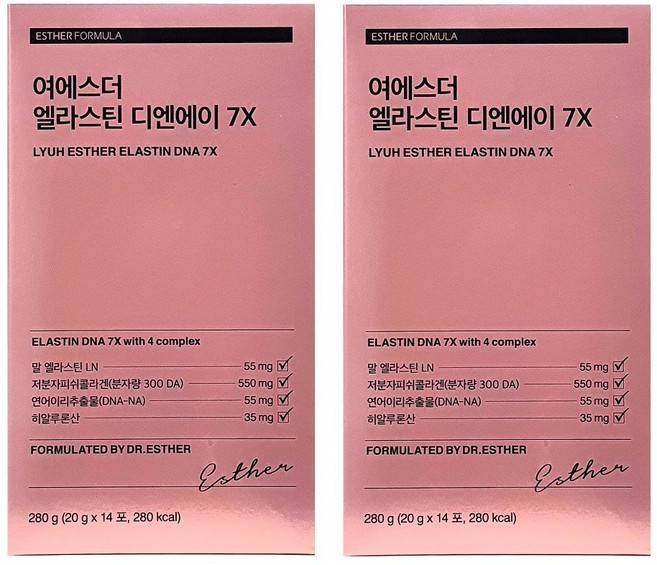 ESTHER FORMULA
여에스더
엘라스틴 디엔에이 7X
LYUH ESTHER ELASTIN DNA 7X
ELASTIN DNA 7X with 4 complex
말 엘라스틴 LN 55 mg
저분자피쉬콜라겐(분자량 300 DA) 550 mg
연어이리추출물(DNA-NA) 55 mg
히알루론산 35 mg
FORMULATED BY DR.ESTHER
Esther
280 g (20 g x 14 포, 280 kcal)
ESTHER FORMULA
여에스더
엘라스틴 디엔에이 7X
LYUH ESTHER ELASTIN DNA 7X
ELASTIN DNA 7X with 4 complex
말 엘라스틴 LN 55 mg
저분자피쉬콜라겐(분자량 300 DA) 550 mg
연어이리추출물(DNA-NA) 55 mg
히알루론산 35 mg
FORMULATED BY DR.ESTHER
Esther
280 g (20 g x 14 포, 280 kcal)